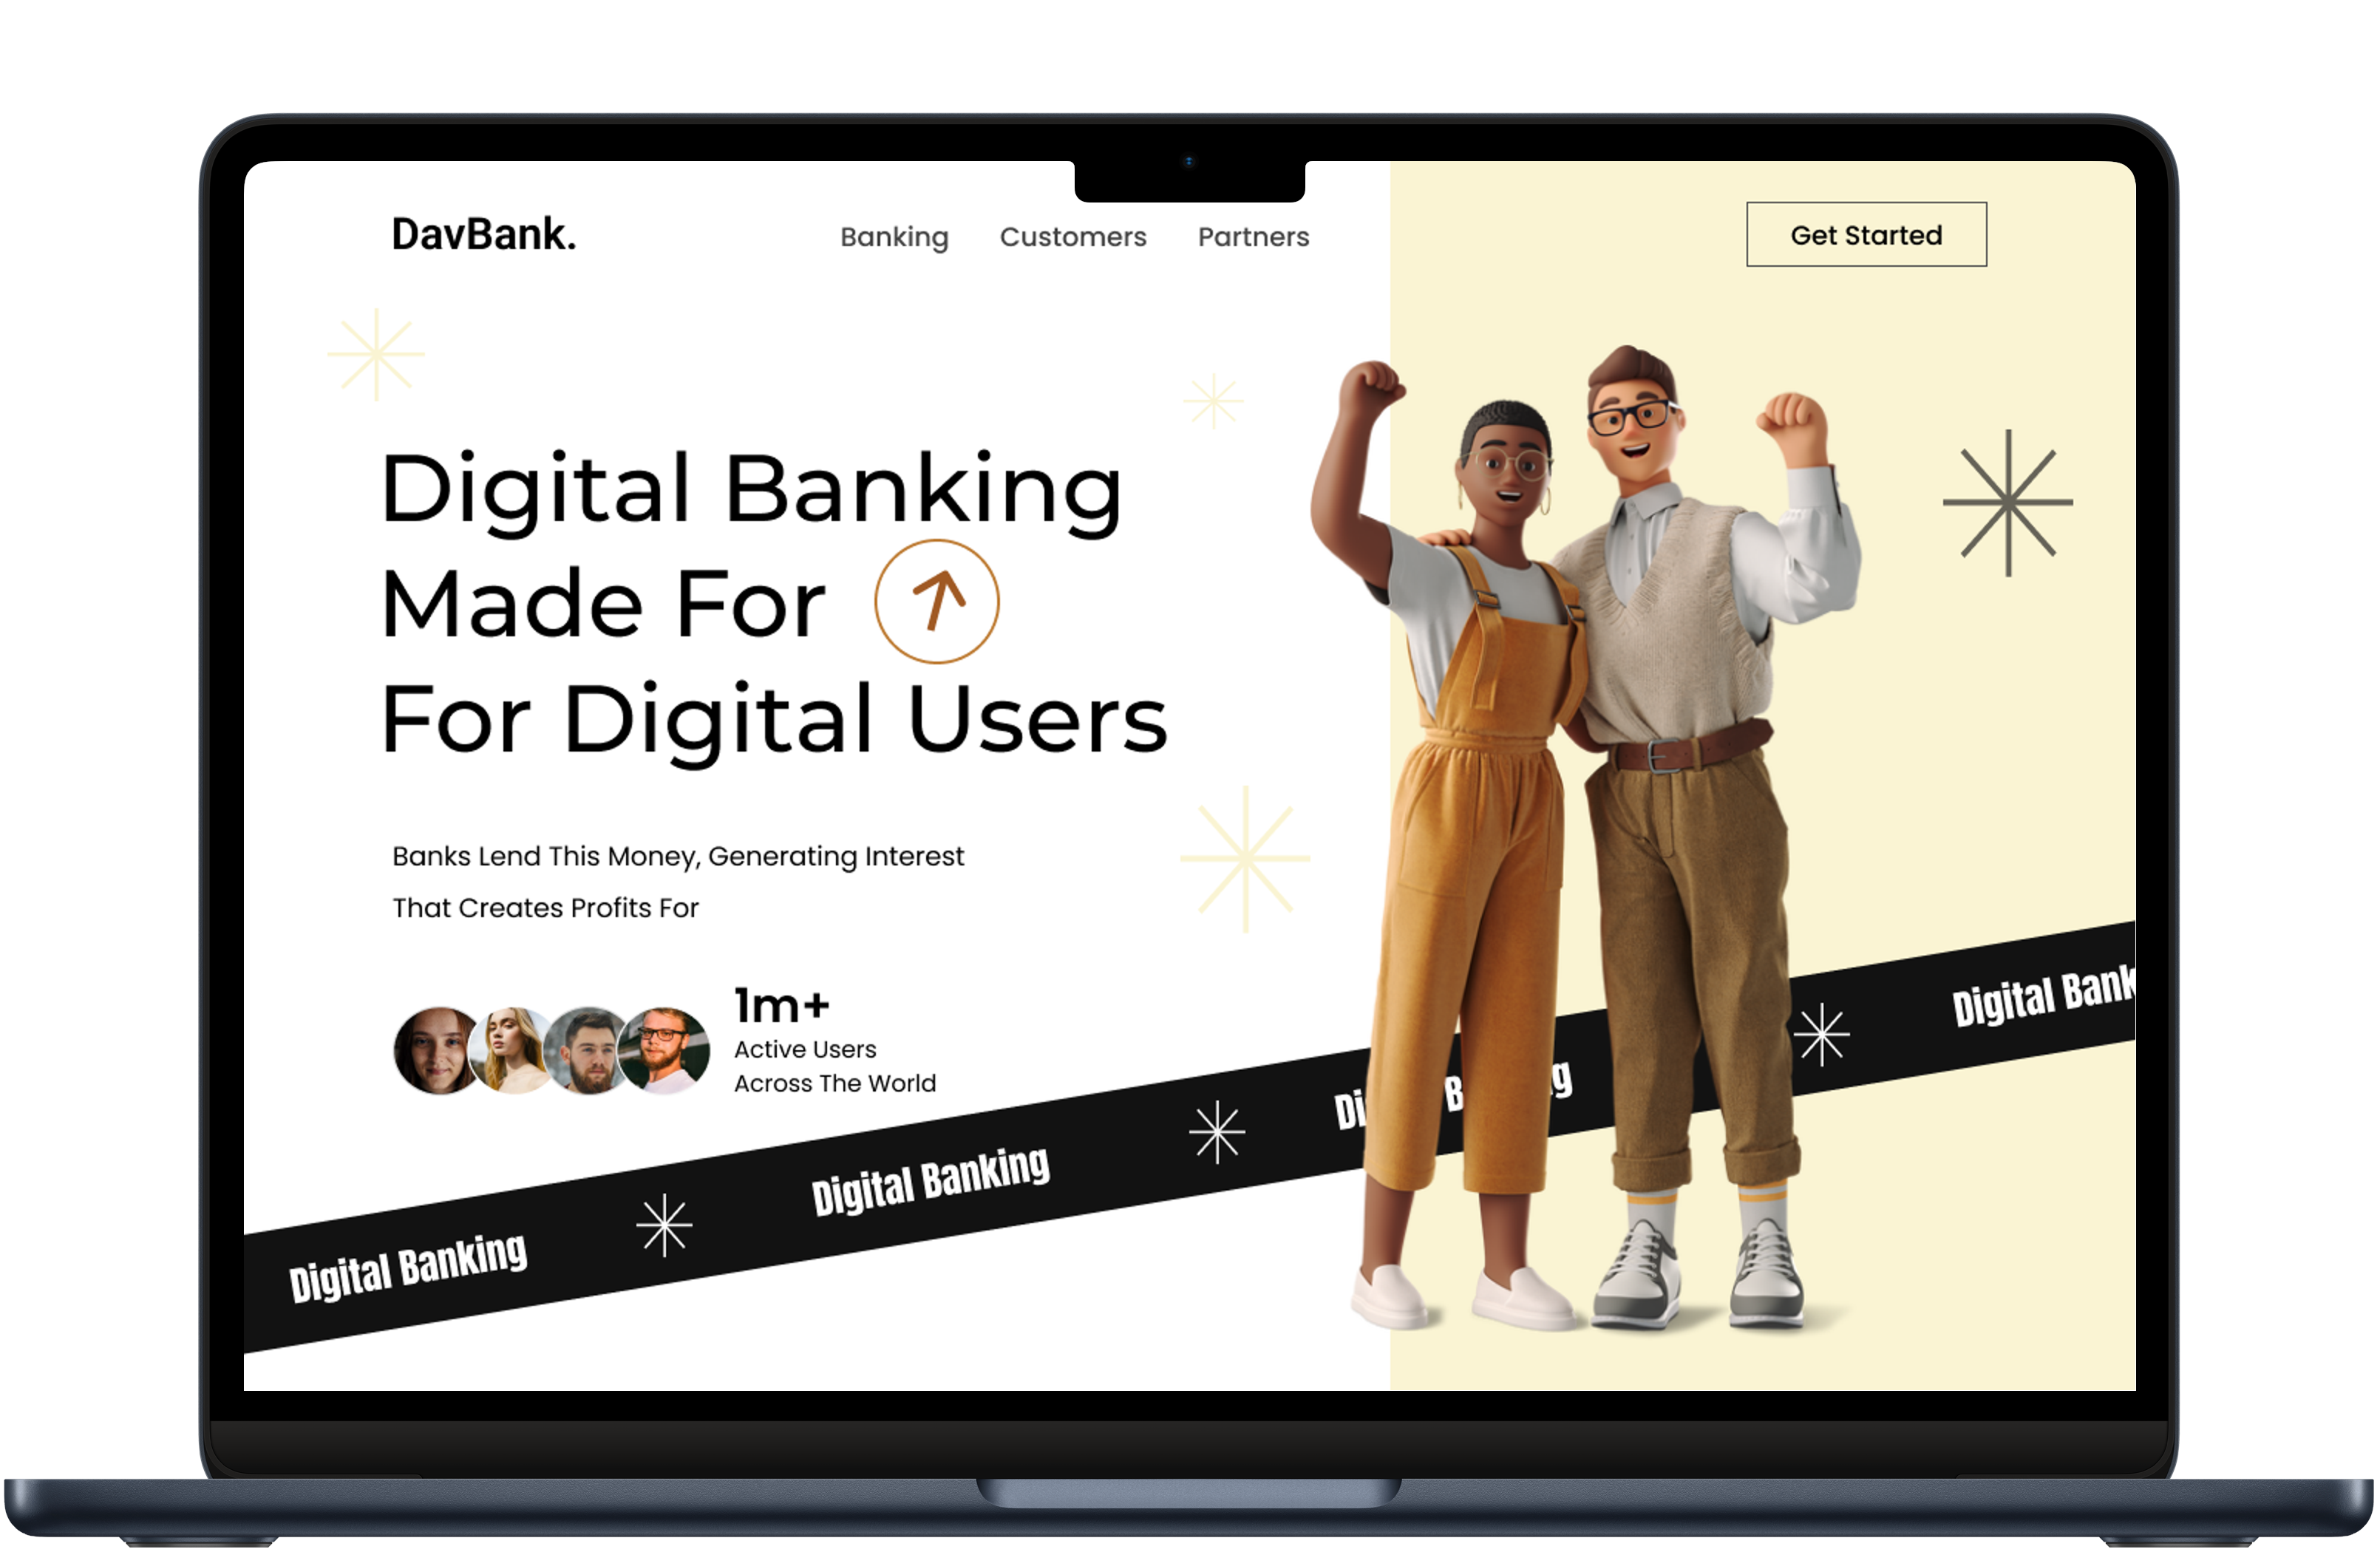 DavBank.
Banking Customers Partners
Get Started
Digital Banking
Made For
For Digital Users
Banks Lend This Money, Generating Interest
That Creates Profits For
1m+
Active Users
Across The World
Digital Banking
Digital Banking
Di B g
Digital Bank